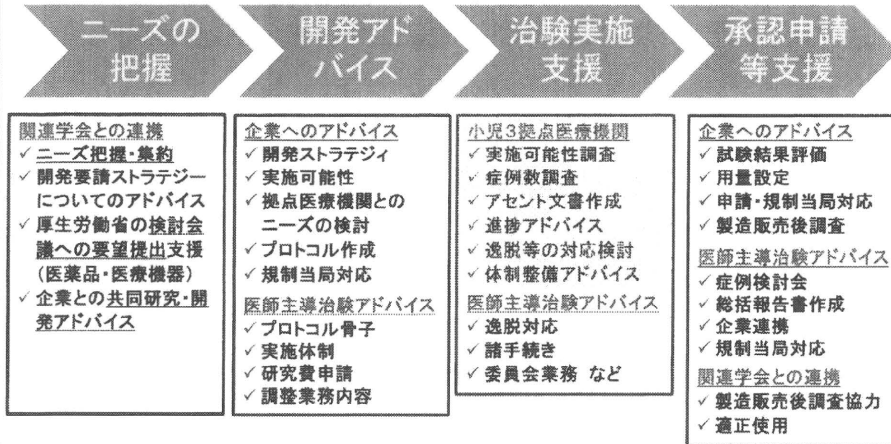 ニーズの
把握
開発アド
バイス
治験実施
支援
承認申請
等支援
関連学会との連携
✓ ニーズ把握・集約
✓ 開発要請ストラテジー
についてのアドバイス
✓ 厚生労働省の検討会
議への要望提出支援
(医薬品・医療機器)
✓ 企業との共同研究・開
発アドバイス
企業へのアドバイス
✓ 開発ストラテジィ
✓ 実施可能性
✓ 拠点医療機関との
ニーズの検討
✓ プロトコル作成
✓ 規制当局対応
医師主導治験アドバイス
✓ プロトコル骨子
✓ 実施体制
✓ 研究費申請
✓ 調整業務内容
小児3拠点医療機関
✓ 実施可能性調査
✓ 症例数調査
✓ アセント文書作成
✓ 進捗アドバイス
✓ 逸脱等の対応検討
✓ 体制整備アドバイス
医師主導治験アドバイス
✓ 逸脱対応
✓ 諸手続き
✓ 委員会業務 など
企業へのアドバイス
✓ 試験結果評価
✓ 用量設定
✓ 申請・規制当局対応
✓ 製造販売後調査
医師主導治験アドバイス
✓ 症例検討会
✓ 総括報告書作成
✓ 企業連携
✓ 規制当局対応
関連学会との連携
✓ 製造販売後調査協力
✓ 適正使用